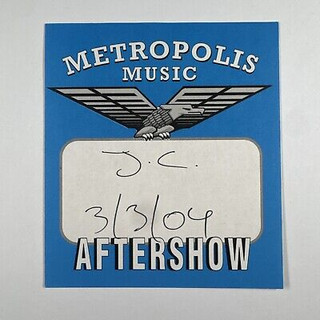 METROPOLIS
MUSIC
J.C.
3/3/04
AFTERSHOW